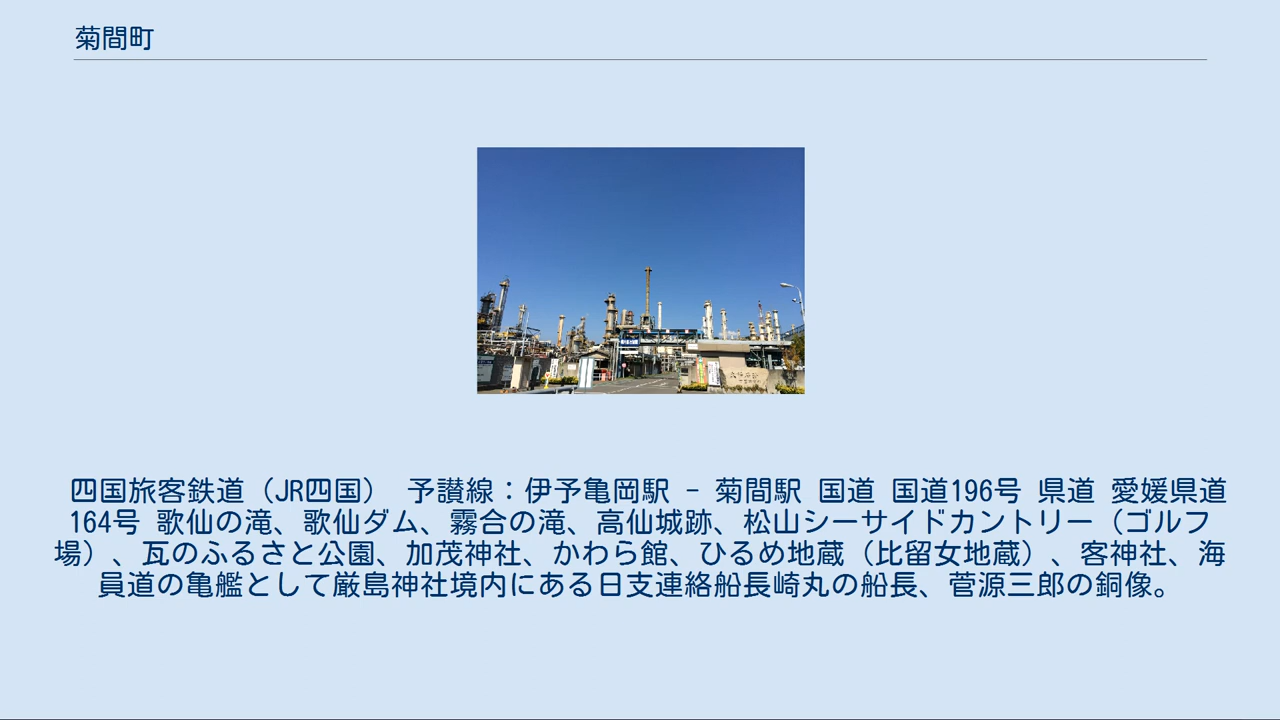 菊間町
四国旅客鉄道（JR四国） 予讃線：伊予亀岡駅 - 菊間駅 国道 国道196号 県道 愛媛県道
164号 歌仙の滝、歌仙ダム、霧合の滝、高仙城跡、松山シーサイドカントリー（ゴルフ
場）、瓦のふるさと公園、加茂神社、かわら館、ひるめ地蔵（比留女地蔵）、客神社、海
員道の亀艦として厳島神社境内にある日支連絡船長崎丸の船長、菅源三郎の銅像。